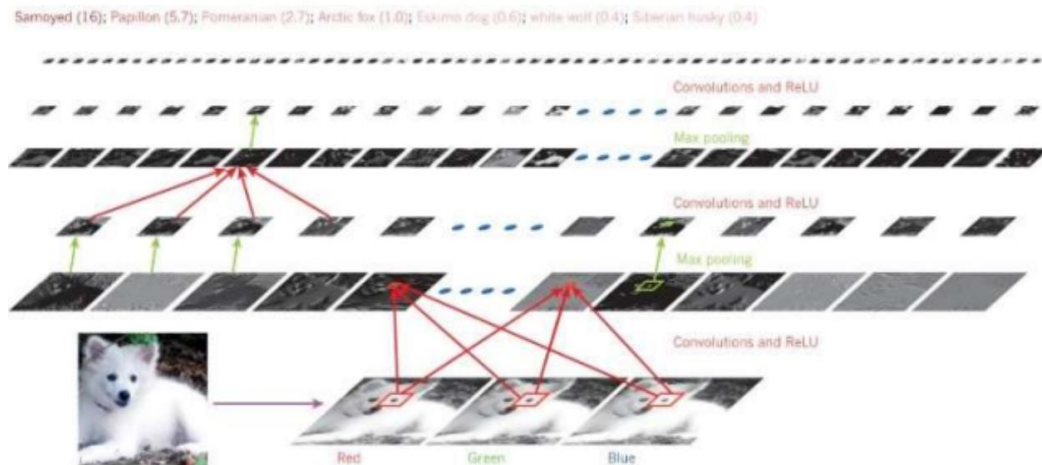 Samoyed (16); Papillon (5.7); Pomeranian (2.7); Arctic fox (1.0); Eskimo dog (0.6); white wolf (0.4); Siberian husky (0.4)
Convolutions and ReLU
Max pooling
Convolutions and ReLU
Max pooling
Convolutions and ReLU
Red Green Blue